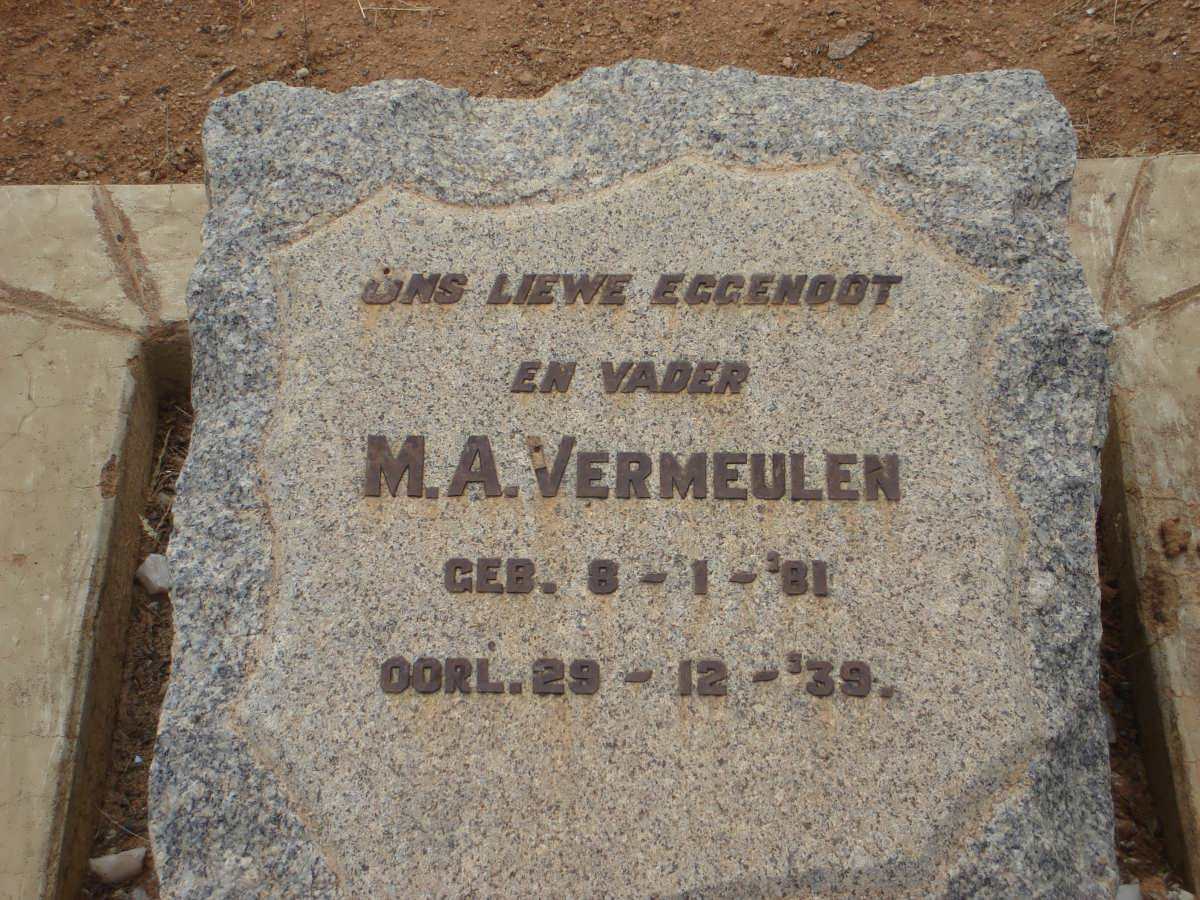 ONS LIEWE EGGENOOT
EN VADER
M.A. VERMEULEN
GEB. 8 - 1 - '81
OORL. 29 - 12 - '39.